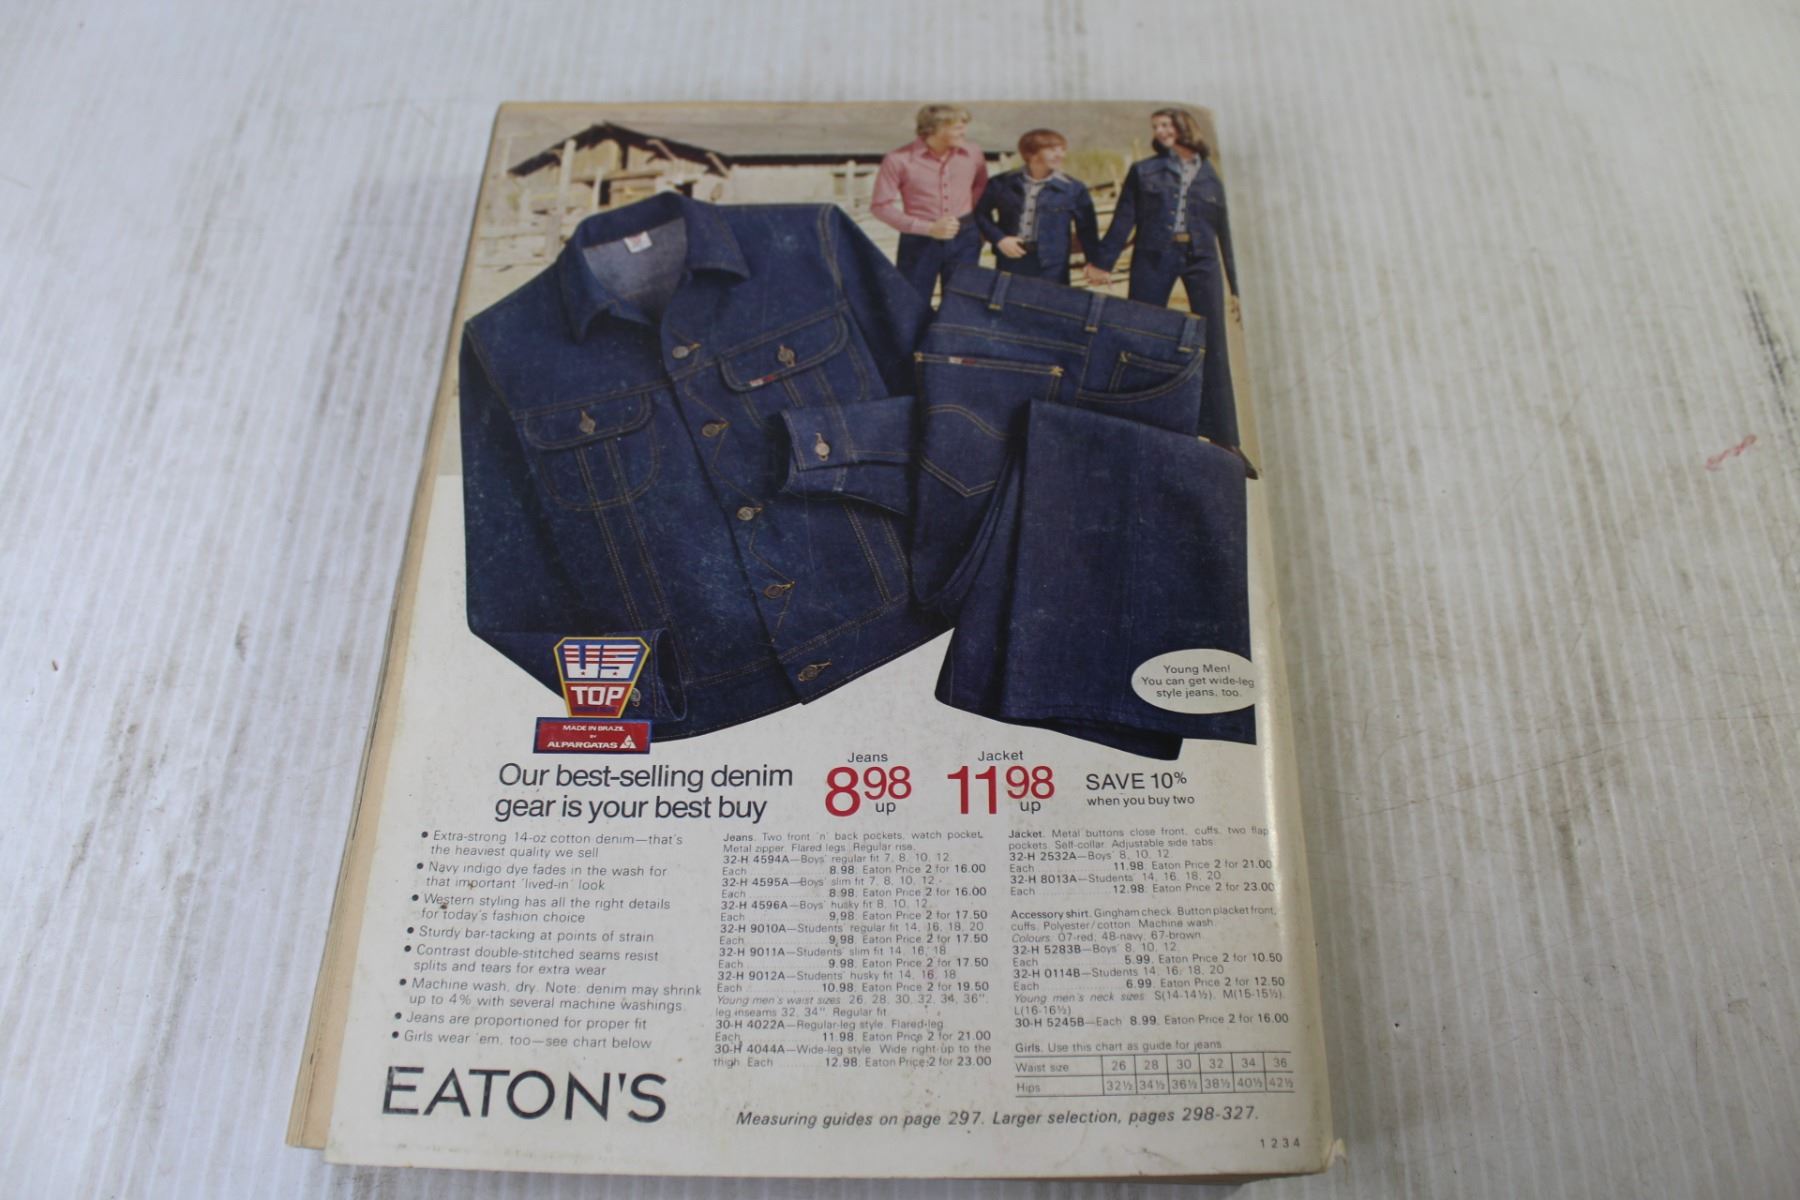 US
TOP
MADE IN BRAZIL
BY
ALPARGATAS
Young Men!
You can get wide-leg
style jeans, too.
Our best-selling denim
gear is your best buy
Jeans
8 98
up
Jacket
11 98
up
SAVE 10%
when you buy two
• Extra-strong 14-oz cotton denim—that's
the heaviest quality we sell
• Navy indigo dye fades in the wash for
that important 'lived-in' look
• Western styling has all the right details
for today's fashion choice
• Sturdy bar-tacking at points of strain
• Contrast double-stitched seams resist
splits and tears for extra wear
• Machine wash, dry. Note: denim may shrink
up to 4% with several machine washings
• Jeans are proportioned for proper fit
• Girls wear 'em, too—see chart below
EATON'S
Jeans. Two front 'n' back pockets, watch pocket.
Metal zipper. Flared legs. Regular rise.
32-H 4594A—Boys' regular fit 7, 8, 10, 12.
Each 8.98. Eaton Price 2 for 16.00
32-H 4595A—Boys' slim fit 7, 8, 10, 12.
Each 8.98. Eaton Price 2 for 16.00
32-H 4596A—Boys' husky fit 8, 10, 12.
Each 9.98. Eaton Price 2 for 17.50
32-H 9010A—Students' regular fit 14, 16, 18, 20
Each 9.98. Eaton Price 2 for 17.50
32-H 9011A—Students' slim fit 14, 16, 18
Each 9.98. Eaton Price 2 for 17.50
32-H 9012A—Students' husky fit 14, 16, 18
Each 10.98. Eaton Price 2 for 19.50
Young men's waist sizes 26, 28, 30, 32, 34, 36",
leg inseams 32, 34". Regular fit.
30-H 4022A—Regular-leg style. Flared-leg.
Each 11.98. Eaton Price 2 for 21.00
30-H 4044A—Wide-leg style. Wide right up to the
thigh Each 12.98. Eaton Price 2 for 23.00
Jacket. Metal buttons close front, cuffs, two flap
pockets. Self-collar. Adjustable side tabs.
32-H 2532A—Boys' 8, 10, 12.
Each 11.98. Eaton Price 2 for 21.00
32-H 8013A—Students' 14, 16, 18, 20.
Each 12.98. Eaton Price 2 for 23.00
Accessory shirt. Gingham check. Button placket front,
cuffs. Polyester/cotton. Machine wash.
Colours: 07-red, 48-navy, 67-brown.
32-H 5283B—Boys' 8, 10, 12.
Each 5.99. Eaton Price 2 for 10.50
32-H 0114B—Students 14, 16, 18, 20.
Each 6.99. Eaton Price 2 for 12.50
Young men's neck sizes S(14-14½), M(15-15½),
L(16-16½)
30-H 5245B—Each 8.99. Eaton Price 2 for 16.00
Girls. Use this chart as guide for jeans
Waist size 26 28 30 32 34 36
Hips 32½ 34½ 36½ 38½ 40½ 42½
Measuring guides on page 297. Larger selection, pages 298-327.
1 2 3 4